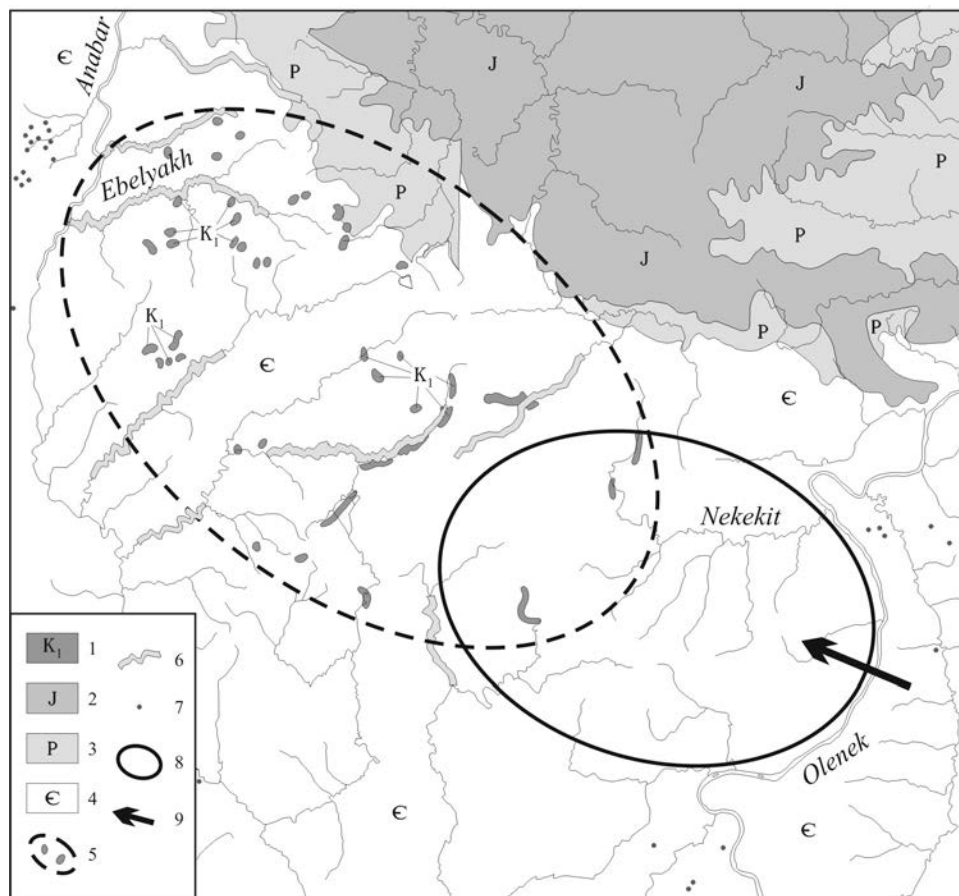 Є
Anabar
P
J
J
P
Ebelyakh
P
K1
P
J
K1
P
P
Є
K1
Є
Nekekit
Olenek
Є
Є
K1 1
J 2
P 3
Є 4
5
6
7
8
9